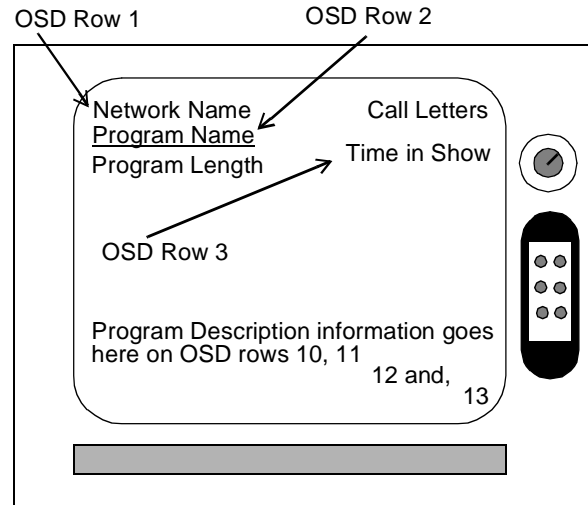 OSD Row 1
OSD Row 2
Network Name
Call Letters
Program Name
Program Length
Time in Show
OSD Row 3
Program Description information goes
here on OSD rows 10, 11
12 and,
13